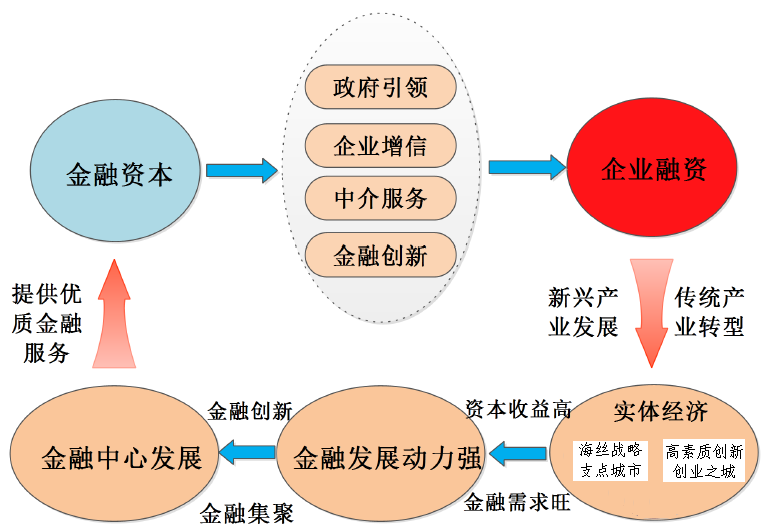 政府引领
企业增信
中介服务
金融创新
金融资本
企业融资
提供优
质金融
服务
新兴产
业发展
传统产
业转型
金融中心发展
金融创新
金融集聚
金融发展动力强
资本收益高
金融需求旺
实体经济
海丝战略
支点城市
高素质创新
创业之城